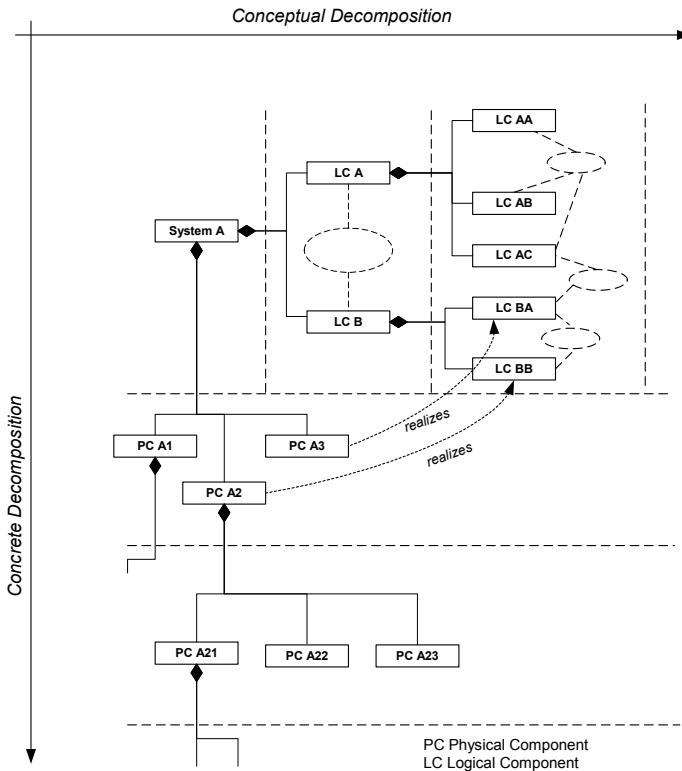 Conceptual Decomposition
Concrete Decomposition
LC AA
LC A
LC AB
System A
LC AC
LC BA
LC B
LC BB
realizes
PC A1
PC A3
realizes
PC A2
PC A21
PC A22
PC A23
PC Physical Component
LC Logical Component